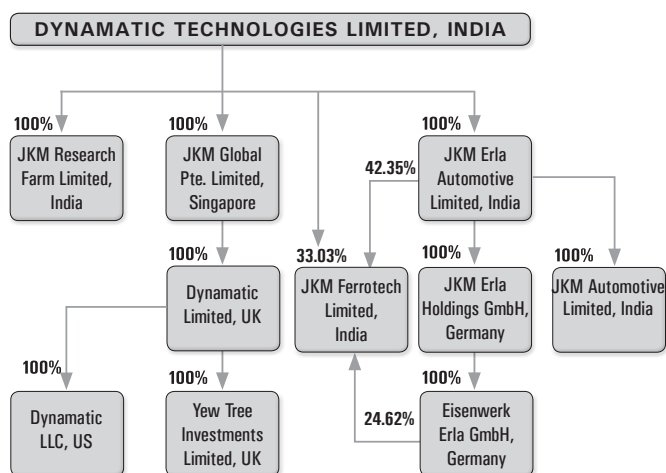 DYNAMATIC TECHNOLOGIES LIMITED, INDIA
100%
100%
100%
JKM Research
Farm Limited,
India
JKM Global
Pte. Limited,
Singapore
42.35%
JKM Erla
Automotive
Limited, India
100%
33.03%
100%
100%
Dynamatic
Limited, UK
JKM Ferrotech
Limited,
India
JKM Erla
Holdings GmbH,
Germany
JKM Automotive
Limited, India
100%
100%
100%
Dynamatic
LLC, US
Yew Tree
Investments
Limited, UK
24.62%
Eisenwerk
Erla GmbH,
Germany